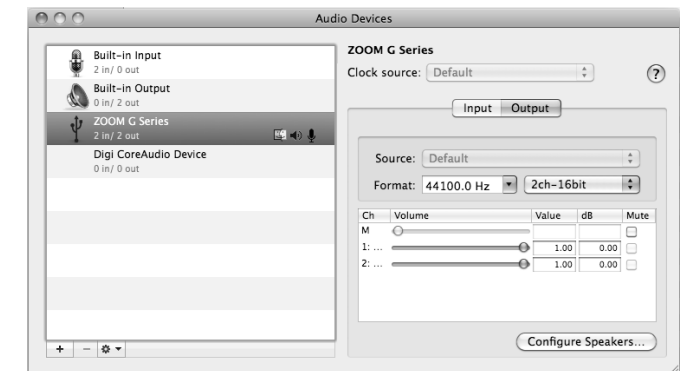 Audio Devices
Built-in Input
2 in/ 0 out
Built-in Output
0 in/ 2 out
ZOOM G Series
2 in/ 2 out
Digi CoreAudio Device
0 in/ 0 out
+ −
ZOOM G Series
Clock source: Default
?
Input Output
Source: Default
Format: 44100.0 Hz 2ch-16bit
Ch Volume Value dB Mute
M
1: ... 1.00 0.00
2: ... 1.00 0.00
Configure Speakers...